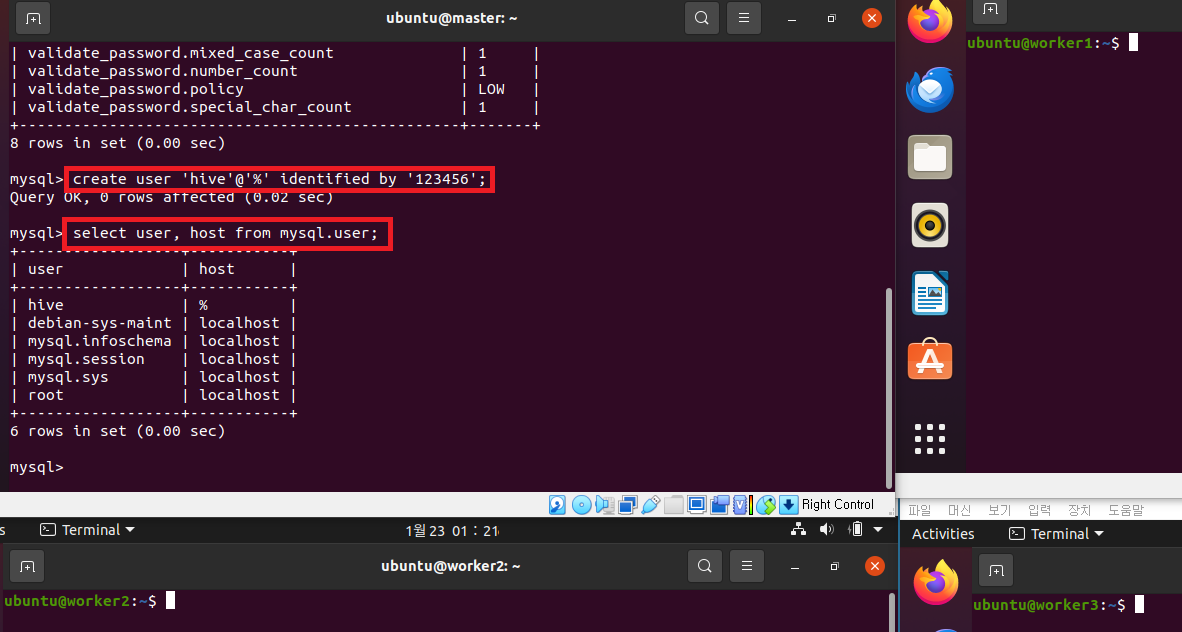 ubuntu@master: ~
| validate_password.mixed_case_count | 1 |
| validate_password.number_count | 1 |
| validate_password.policy | LOW |
| validate_password.special_char_count | 1 |
+--------------------------------------------------+-------+
8 rows in set (0.00 sec)
mysql> create user 'hive'@'%' identified by '123456';
Query OK, 0 rows affected (0.02 sec)
mysql> select user, host from mysql.user;
+------------------+-----------+
| user | host |
+------------------+-----------+
| hive | % |
| debian-sys-maint | localhost |
| mysql.infoschema | localhost |
| mysql.session | localhost |
| mysql.sys | localhost |
| root | localhost |
+------------------+-----------+
6 rows in set (0.00 sec)
mysql>
Right Control
ubuntu@worker1:~$
s Terminal 1월 23 01 : 21
ubuntu@worker2: ~
ubuntu@worker2:~$
파일 머신 보기 입력 장치 도움말
Activities Terminal
ubuntu@worker3:~$